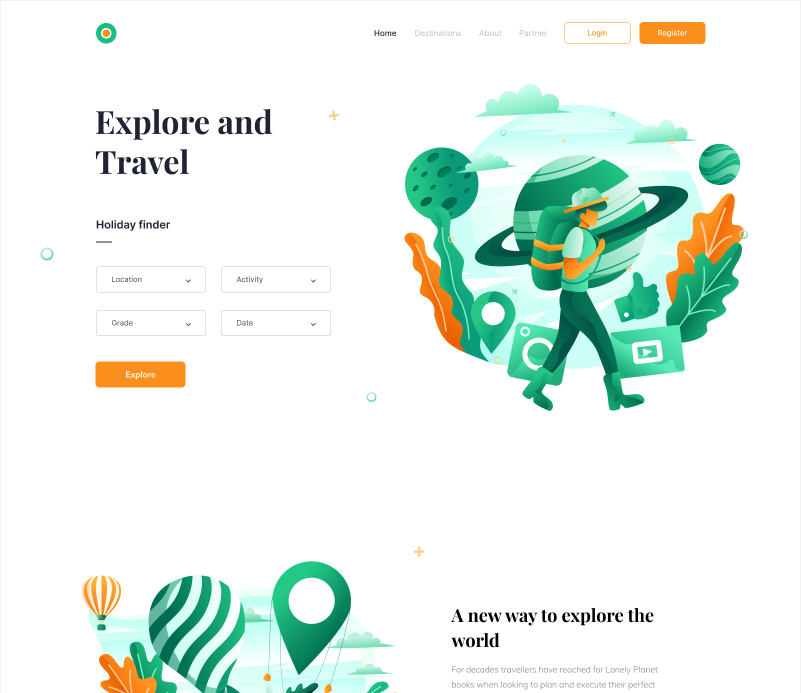 Home Destinations About Partner Login Register
Explore and
Travel
Holiday finder
Location Activity
Grade Date
Explore
A new way to explore the
world
For decades travellers have reached for Lonely Planet
books when looking to plan and execute their perfect